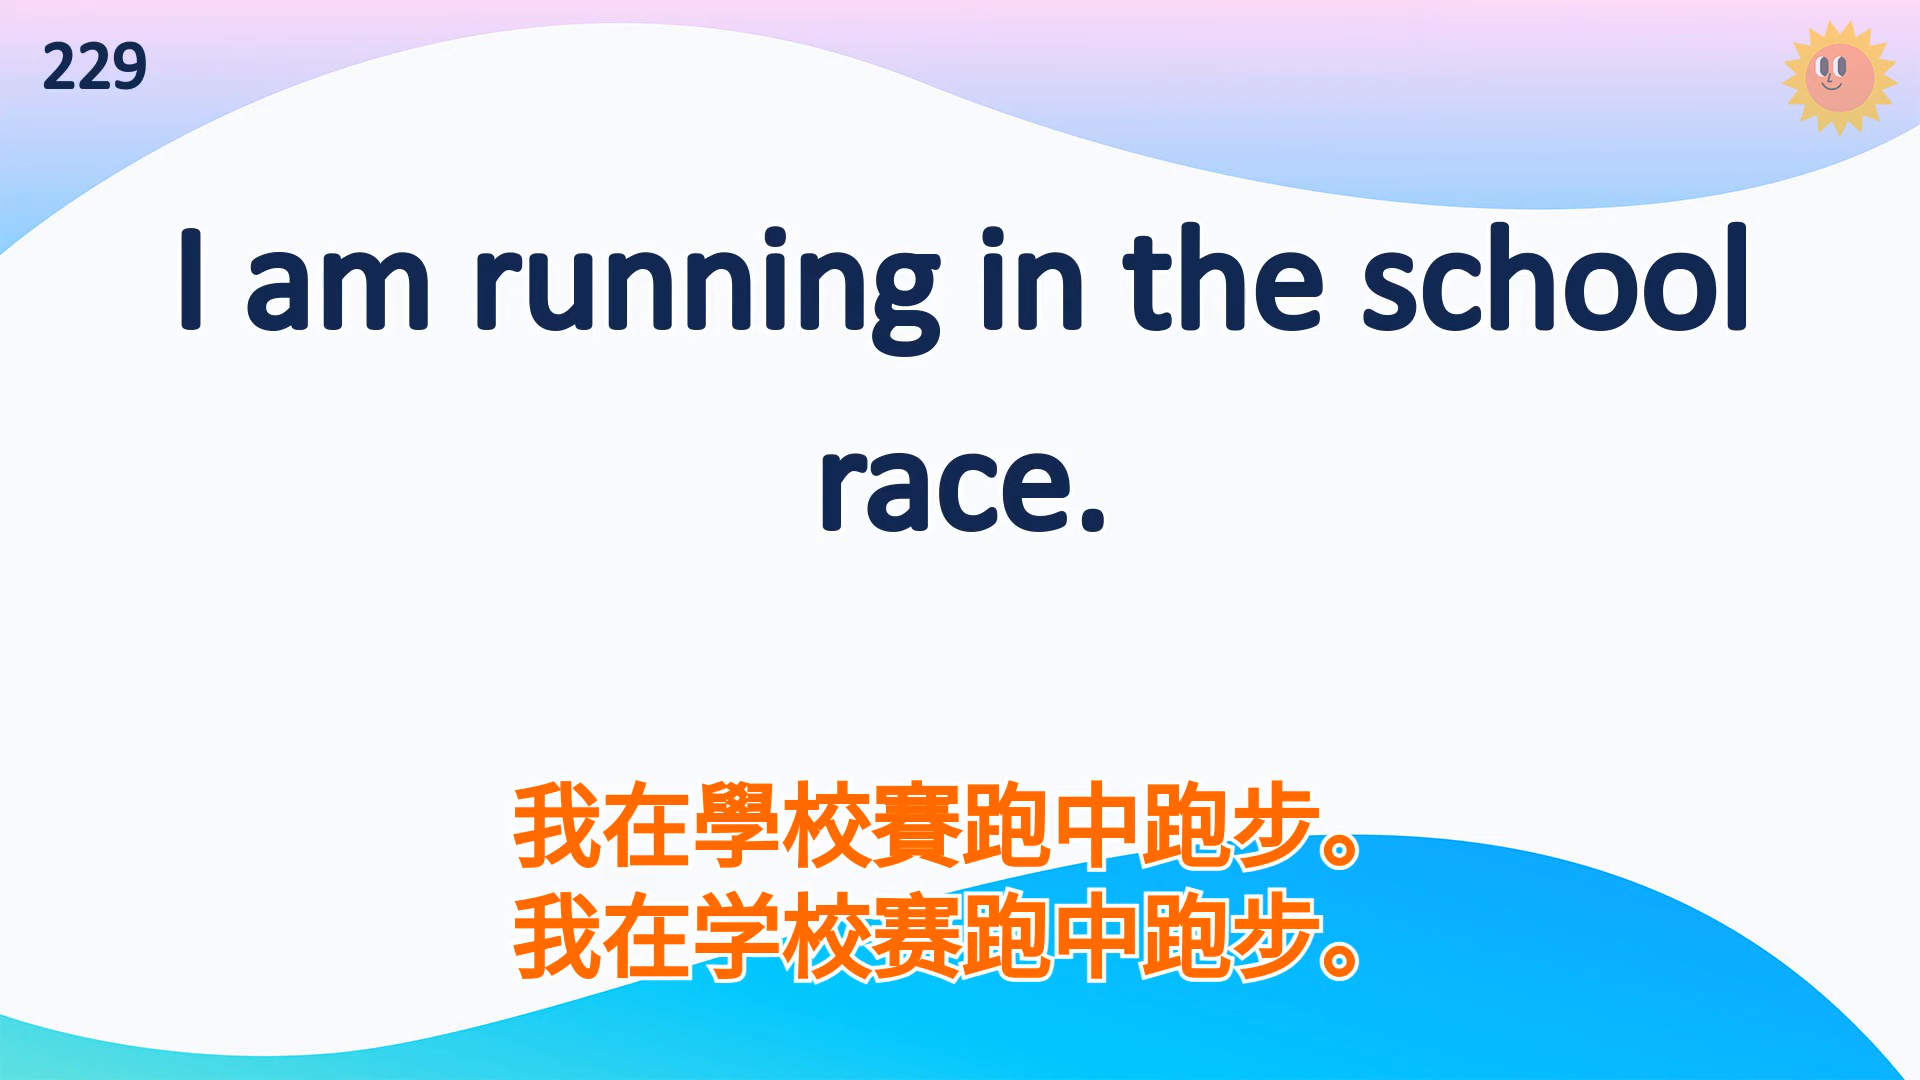 229
I am running in the school
race.
我在學校賽跑中跑步。
我在学校赛跑中跑步。